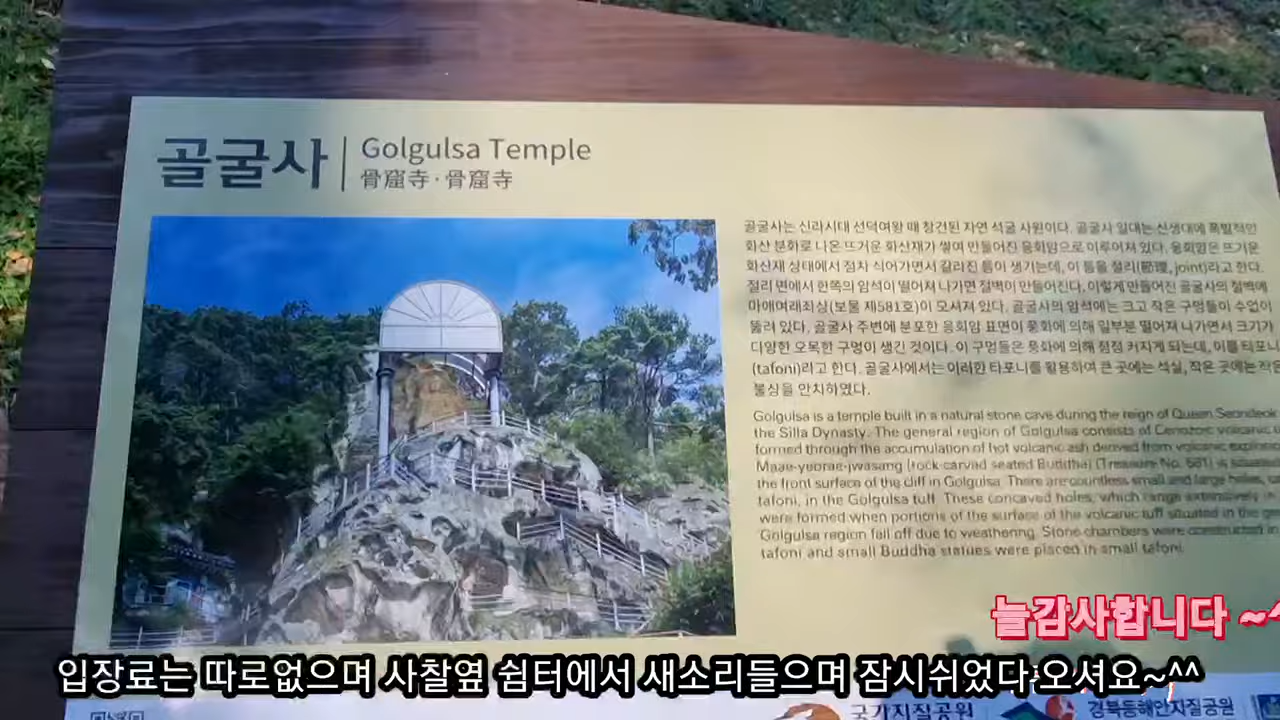 골굴사
Golgulsa Temple
骨窟寺·骨窟寺
골굴사는 신라시대 선덕여왕 때 창건된 자연 석굴 사원이다. 골굴사 일대는 신생대에 폭발적인
화산 분화로 나온 뜨거운 화산재가 쌓여 만들어진 응회암으로 이루어져 있다. 응회암은 뜨거운
화산재 상태에서 점차 식어가면서 갈라진 틈이 생기는데, 이 틈을 절리(節理, joint)라고 한다.
절리 면에서 한쪽의 암석이 떨어져 나가면 절벽이 만들어진다. 이렇게 만들어진 골굴사의 절벽에
마애여래좌상(보물 제581호)이 모셔져 있다. 골굴사의 암석에는 크고 작은 구멍들이 수없이
뚫려 있다. 골굴사 주변에 분포한 응회암 표면이 풍화에 의해 일부분 떨어져 나가면서 크기가
다양한 오목한 구멍이 생긴 것이다. 이 구멍들은 풍화에 의해 점점 커지게 되는데, 이를 타포니
(tafoni)라고 한다. 골굴사에서는 이러한 타포니를 활용하여 큰 곳에는 석실, 작은 곳에는 작은
불상을 안치하였다.
Golgulsa is a temple built in a natural stone cave during the reign of Queen Seondeok
the Silla Dynasty. The general region of Golgulsa consists of Cenozoic volcanic
formed through the accumulation of hot volcanic ash derived from volcanic
Maae-yeorae-jwasang (rock-carved seated Buddha) (Treasure No. 581) is
the front surface of the cliff in Golgulsa. There are countless small and large holes,
tafoni, in the Golgulsa tuff. These concaved holes, which range extensively in
were formed when portions of the surface of the volcanic tuff situated in the
Golgulsa region fall off due to weathering. Stone chambers were constructed in
tafoni and small Buddha statues were placed in small tafoni.
늘감사합니다 ~^
입장료는 따로없으며 사찰옆 쉼터에서 새소리들으며 잠시쉬었다 오셔요~^^
국가지질공원
경북동해안지질공원